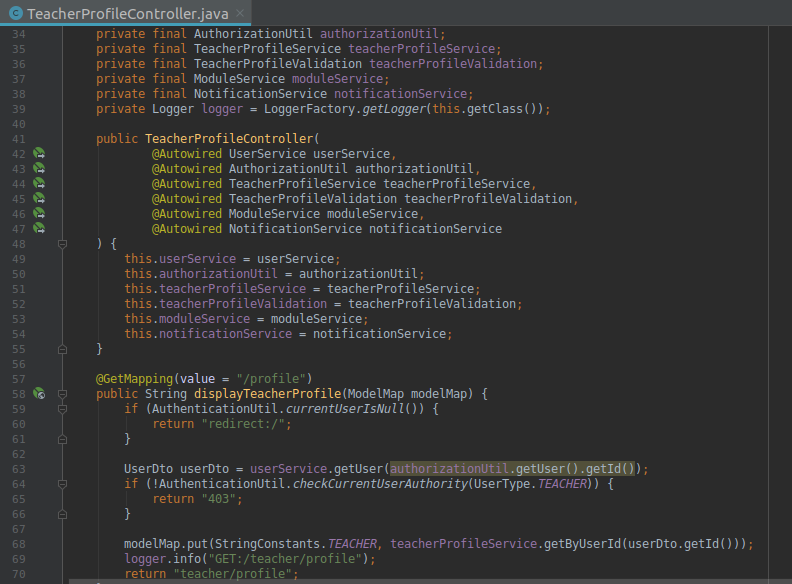 TeacherProfileController.java
34 private final AuthorizationUtil authorizationUtil;
35 private final TeacherProfileService teacherProfileService;
36 private final TeacherProfileValidation teacherProfileValidation;
37 private final ModuleService moduleService;
38 private final NotificationService notificationService;
39 private Logger logger = LoggerFactory.getLogger(this.getClass());
40
41 public TeacherProfileController(
42 @Autowired UserService userService,
43 @Autowired AuthorizationUtil authorizationUtil,
44 @Autowired TeacherProfileService teacherProfileService,
45 @Autowired TeacherProfileValidation teacherProfileValidation,
46 @Autowired ModuleService moduleService,
47 @Autowired NotificationService notificationService
48 ) {
49 this.userService = userService;
50 this.authorizationUtil = authorizationUtil;
51 this.teacherProfileService = teacherProfileService;
52 this.teacherProfileValidation = teacherProfileValidation;
53 this.moduleService = moduleService;
54 this.notificationService = notificationService;
55 }
56
57 @GetMapping(value = "/profile")
58 public String displayTeacherProfile(ModelMap modelMap) {
59 if (AuthenticationUtil.currentUserIsNull()) {
60 return "redirect:/";
61 }
62
63 UserDto userDto = userService.getUser(authorizationUtil.getUser().getId());
64 if (!AuthenticationUtil.checkCurrentUserAuthority(UserType.TEACHER)) {
65 return "403";
66 }
67
68 modelMap.put(StringConstants.TEACHER, teacherProfileService.getByUserId(userDto.getId()));
69 logger.info("GET:/teacher/profile");
70 return "teacher/profile";